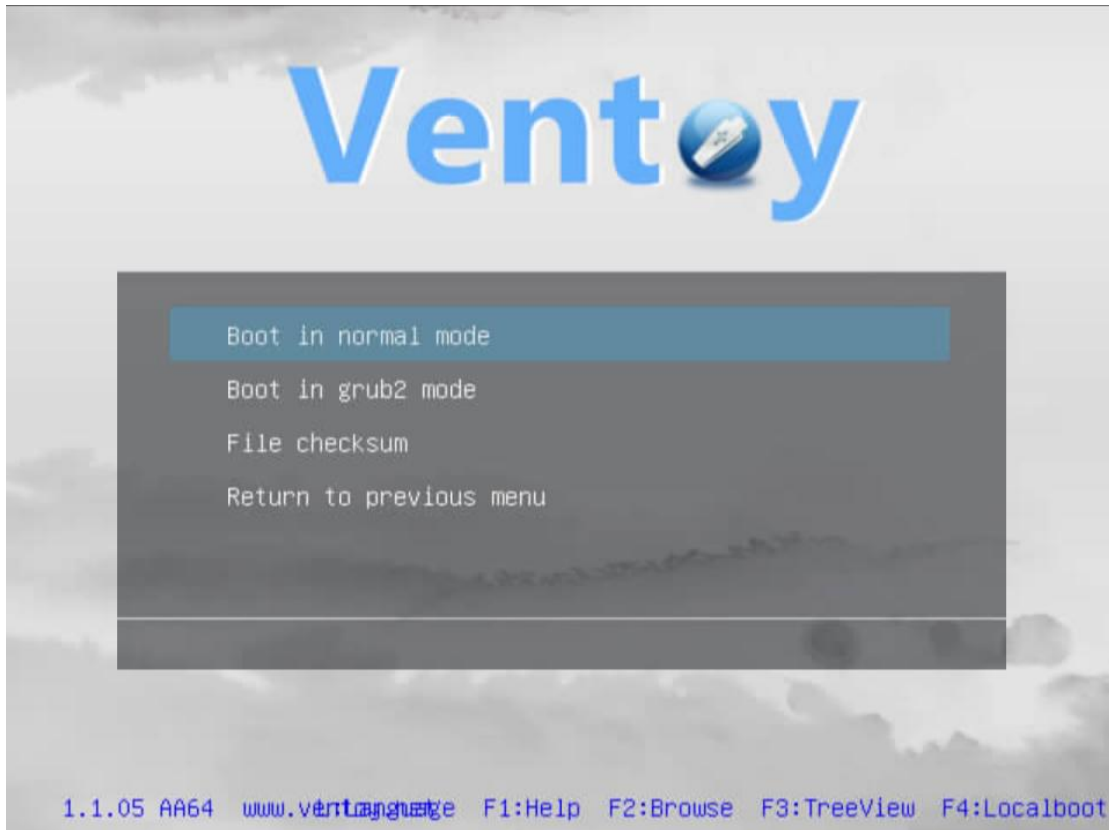 Ventoy
Boot in normal mode
Boot in grub2 mode
File checksum
Return to previous menu
1.1.05 AA64 F1:Help F2:Browse F3:TreeView F4:Localboot